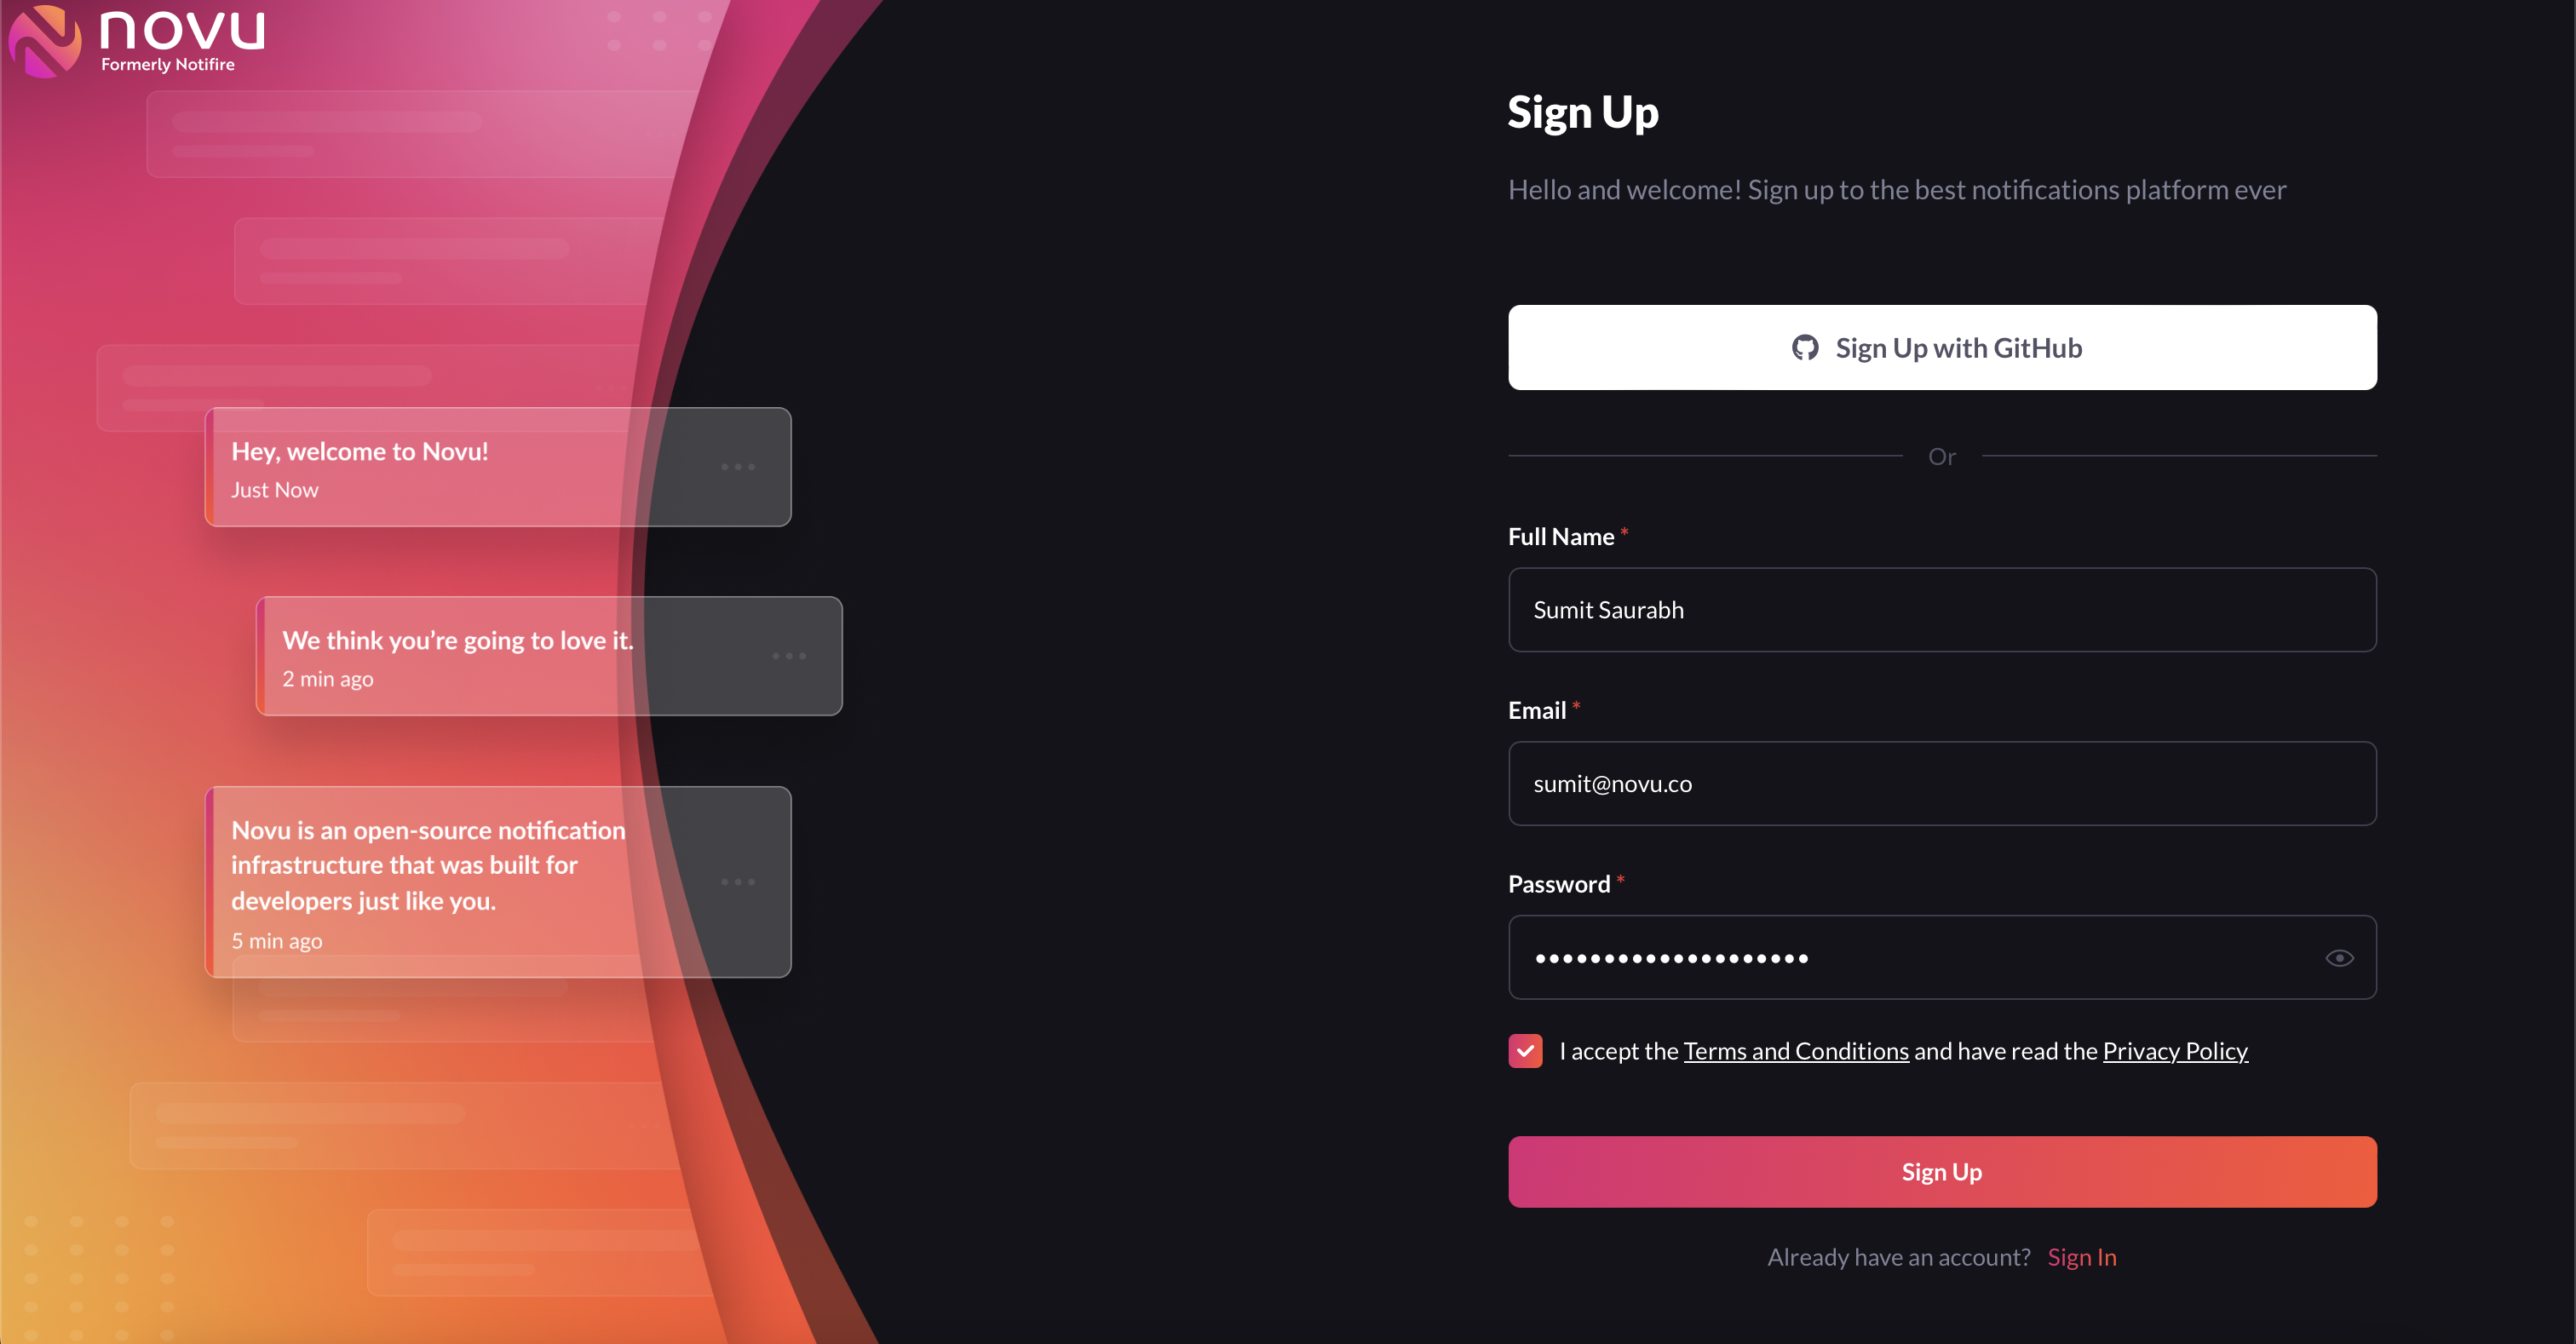 novu
Formerly Notifire
Hey, welcome to Novu!
Just Now
We think you’re going to love it.
2 min ago
Novu is an open-source notification
infrastructure that was built for
developers just like you.
5 min ago
Sign Up
Hello and welcome! Sign up to the best notifications platform ever
Sign Up with GitHub
Or
Full Name *
Sumit Saurabh
Email *
sumit@novu.co
Password *
••••••••••••••••••••
I accept the Terms and Conditions and have read the Privacy Policy
Sign Up
Already have an account? Sign In